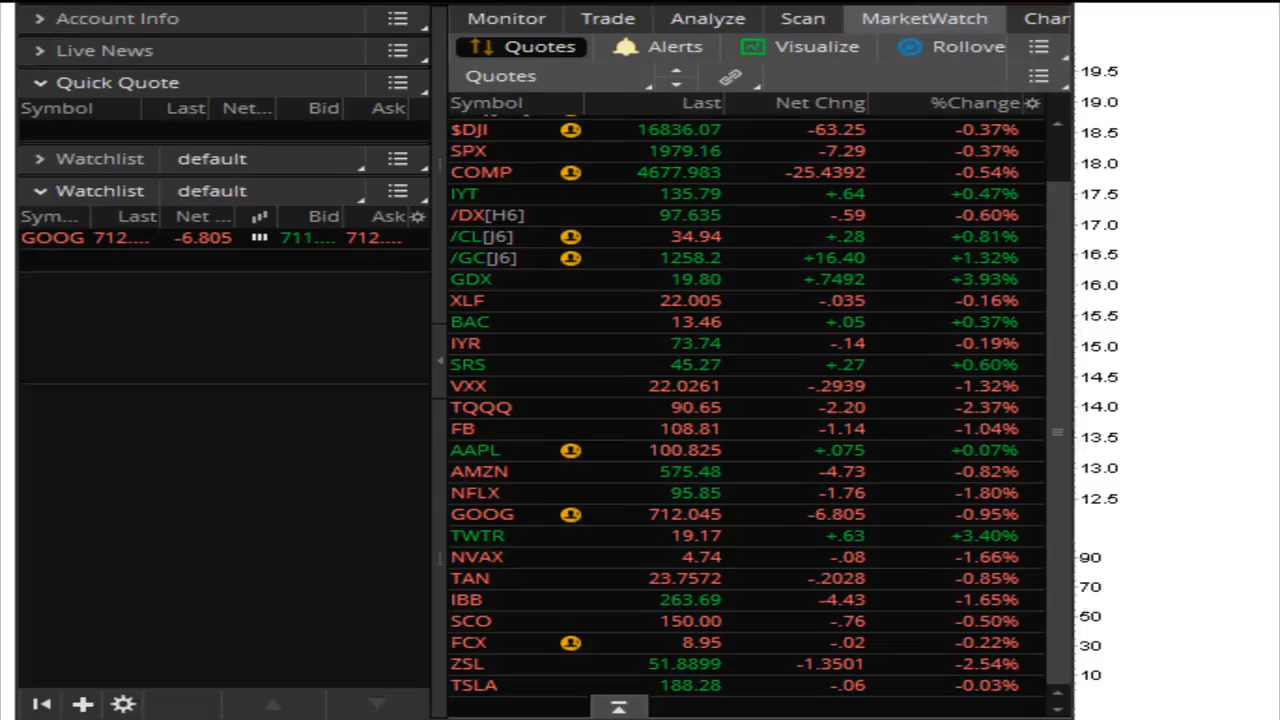 Account Info
Live News
Quick Quote
Symbol Last Net... Bid Ask
Watchlist default
Watchlist default
Sym... Last Net ... Bid Ask
GOOG 712.... -6.805 711.... 712....
Monitor Trade Analyze Scan MarketWatch Char
Quotes Alerts Visualize Rollove
Quotes
Symbol Last Net Chng %Change
$DJI 16836.07 -63.25 -0.37%
SPX 1979.16 -7.29 -0.37%
COMP 4677.983 -25.4392 -0.54%
IYT 135.79 +.64 +0.47%
/DX[H6] 97.635 -.59 -0.60%
/CL[J6] 34.94 +.28 +0.81%
/GC[J6] 1258.2 +16.40 +1.32%
GDX 19.80 +.7492 +3.93%
XLF 22.005 -.035 -0.16%
BAC 13.46 +.05 +0.37%
IYR 73.74 -.14 -0.19%
SRS 45.27 +.27 +0.60%
VXX 22.0261 -.2939 -1.32%
TQQQ 90.65 -2.20 -2.37%
FB 108.81 -1.14 -1.04%
AAPL 100.825 +.075 +0.07%
AMZN 575.48 -4.73 -0.82%
NFLX 95.85 -1.76 -1.80%
GOOG 712.045 -6.805 -0.95%
TWTR 19.17 +.63 +3.40%
NVAX 4.74 -.08 -1.66%
TAN 23.7572 -.2028 -0.85%
IBB 263.69 -4.43 -1.65%
SCO 150.00 -.76 -0.50%
FCX 8.95 -.02 -0.22%
ZSL 51.8899 -1.3501 -2.54%
TSLA 188.28 -.06 -0.03%
19.5
19.0
18.5
18.0
17.5
17.0
16.5
16.0
15.5
15.0
14.5
14.0
13.5
13.0
12.5
90
70
50
30
10